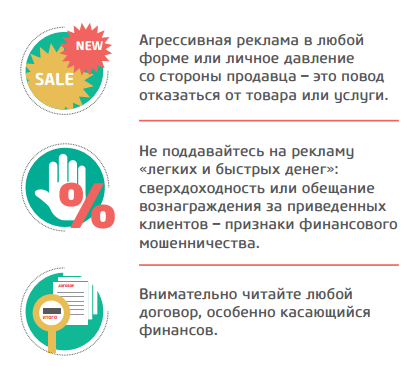 NEW
SALE
Агрессивная реклама в любой
форме или личное давление
со стороны продавца – это повод
отказаться от товара или услуги.
%
Не поддавайтесь на рекламу
«легких и быстрых денег»:
сверхдоходность или обещание
вознаграждения за приведенных
клиентов – признаки финансового
мошенничества.
ДОГОВОР
ИТОГО
Внимательно читайте любой
договор, особенно касающийся
финансов.